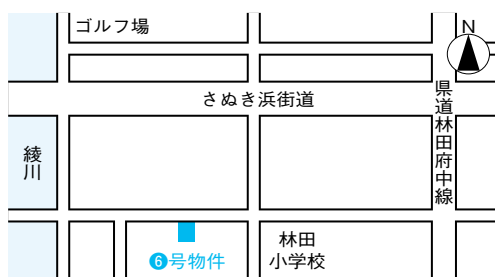 ゴルフ場
N
さぬき浜街道
県道林田府中線
綾川
❻号物件
林田
小学校